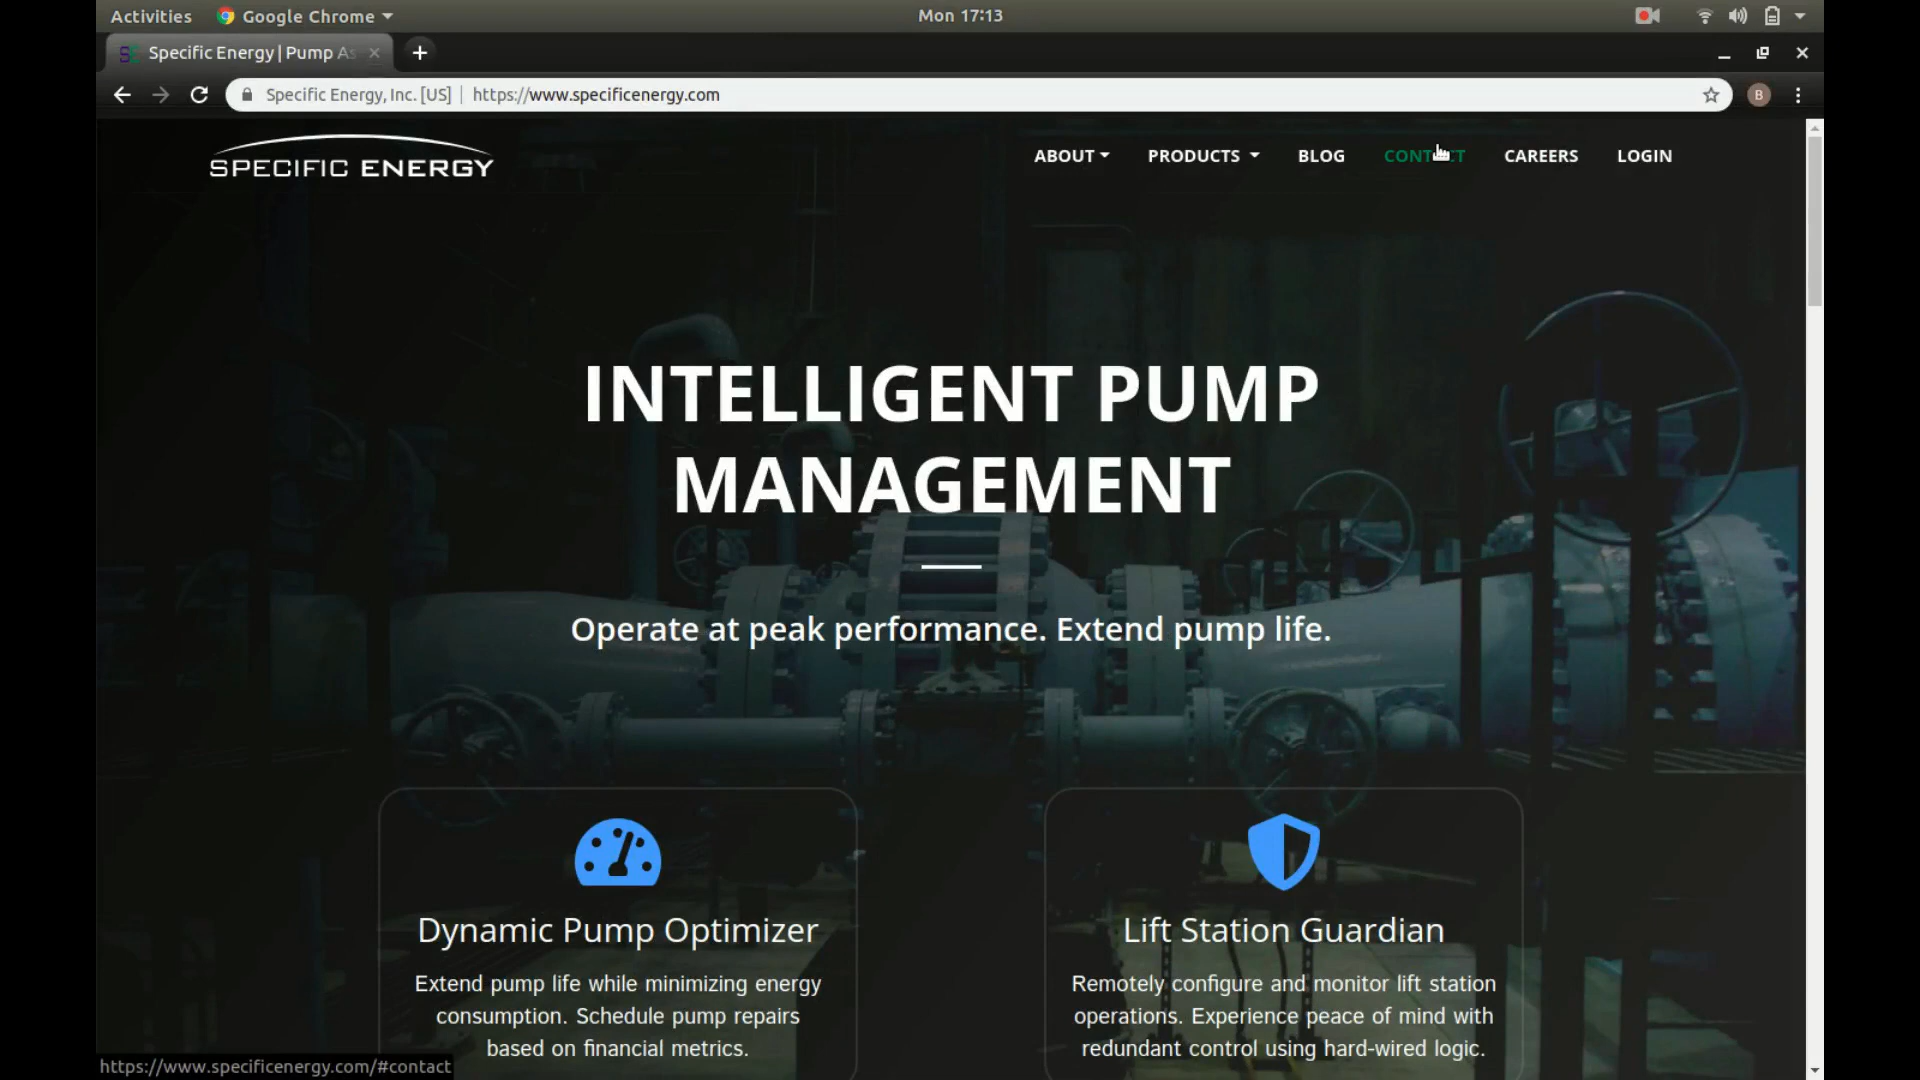 Activities Google Chrome Mon 17:13
Specific Energy | Pump As
Specific Energy, Inc. [US] | https://www.specificenergy.com B
SPECIFIC ENERGY ABOUT PRODUCTS BLOG CONTACT CAREERS LOGIN
INTELLIGENT PUMP
MANAGEMENT
Operate at peak performance. Extend pump life.
Dynamic Pump Optimizer
Extend pump life while minimizing energy
consumption. Schedule pump repairs
based on financial metrics.
Lift Station Guardian
Remotely configure and monitor lift station
operations. Experience peace of mind with
redundant control using hard-wired logic.
https://www.specificenergy.com/#contact